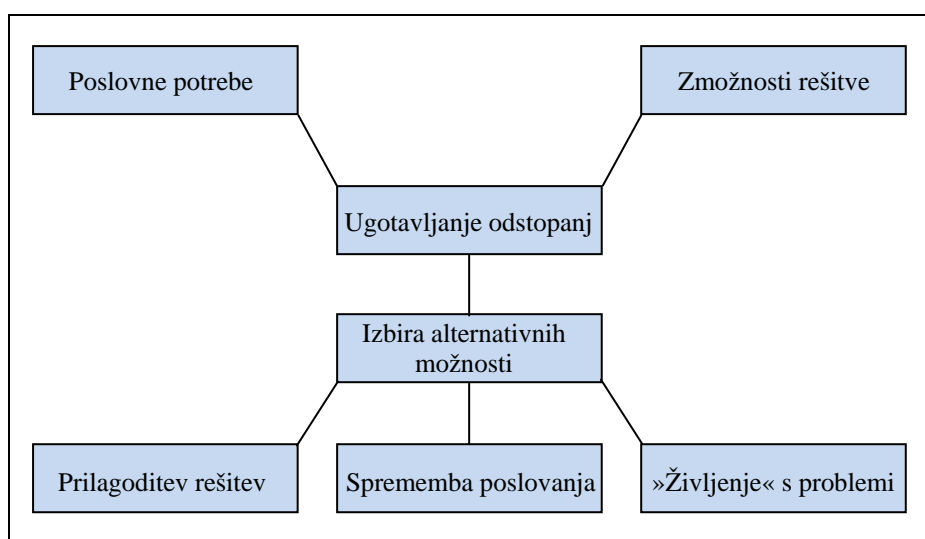 Poslovne potrebe
Zmožnosti rešitve
Ugotavljanje odstopanj
Izbira alternativnih
možnosti
Prilagoditev rešitev
Sprememba poslovanja
»Življenje« s problemi